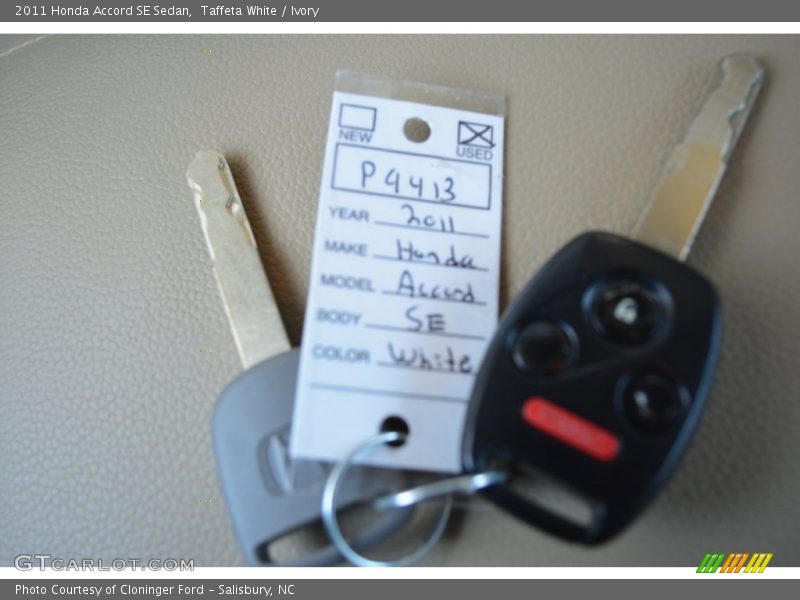 2011 Honda Accord SE Sedan, Taffeta White / Ivory
NEW USED
P4413
YEAR 2011
MAKE Honda
MODEL Accord
BODY SE
COLOR White
GTCARLOT.COM
Photo Courtesy of Cloninger Ford - Salisbury, NC